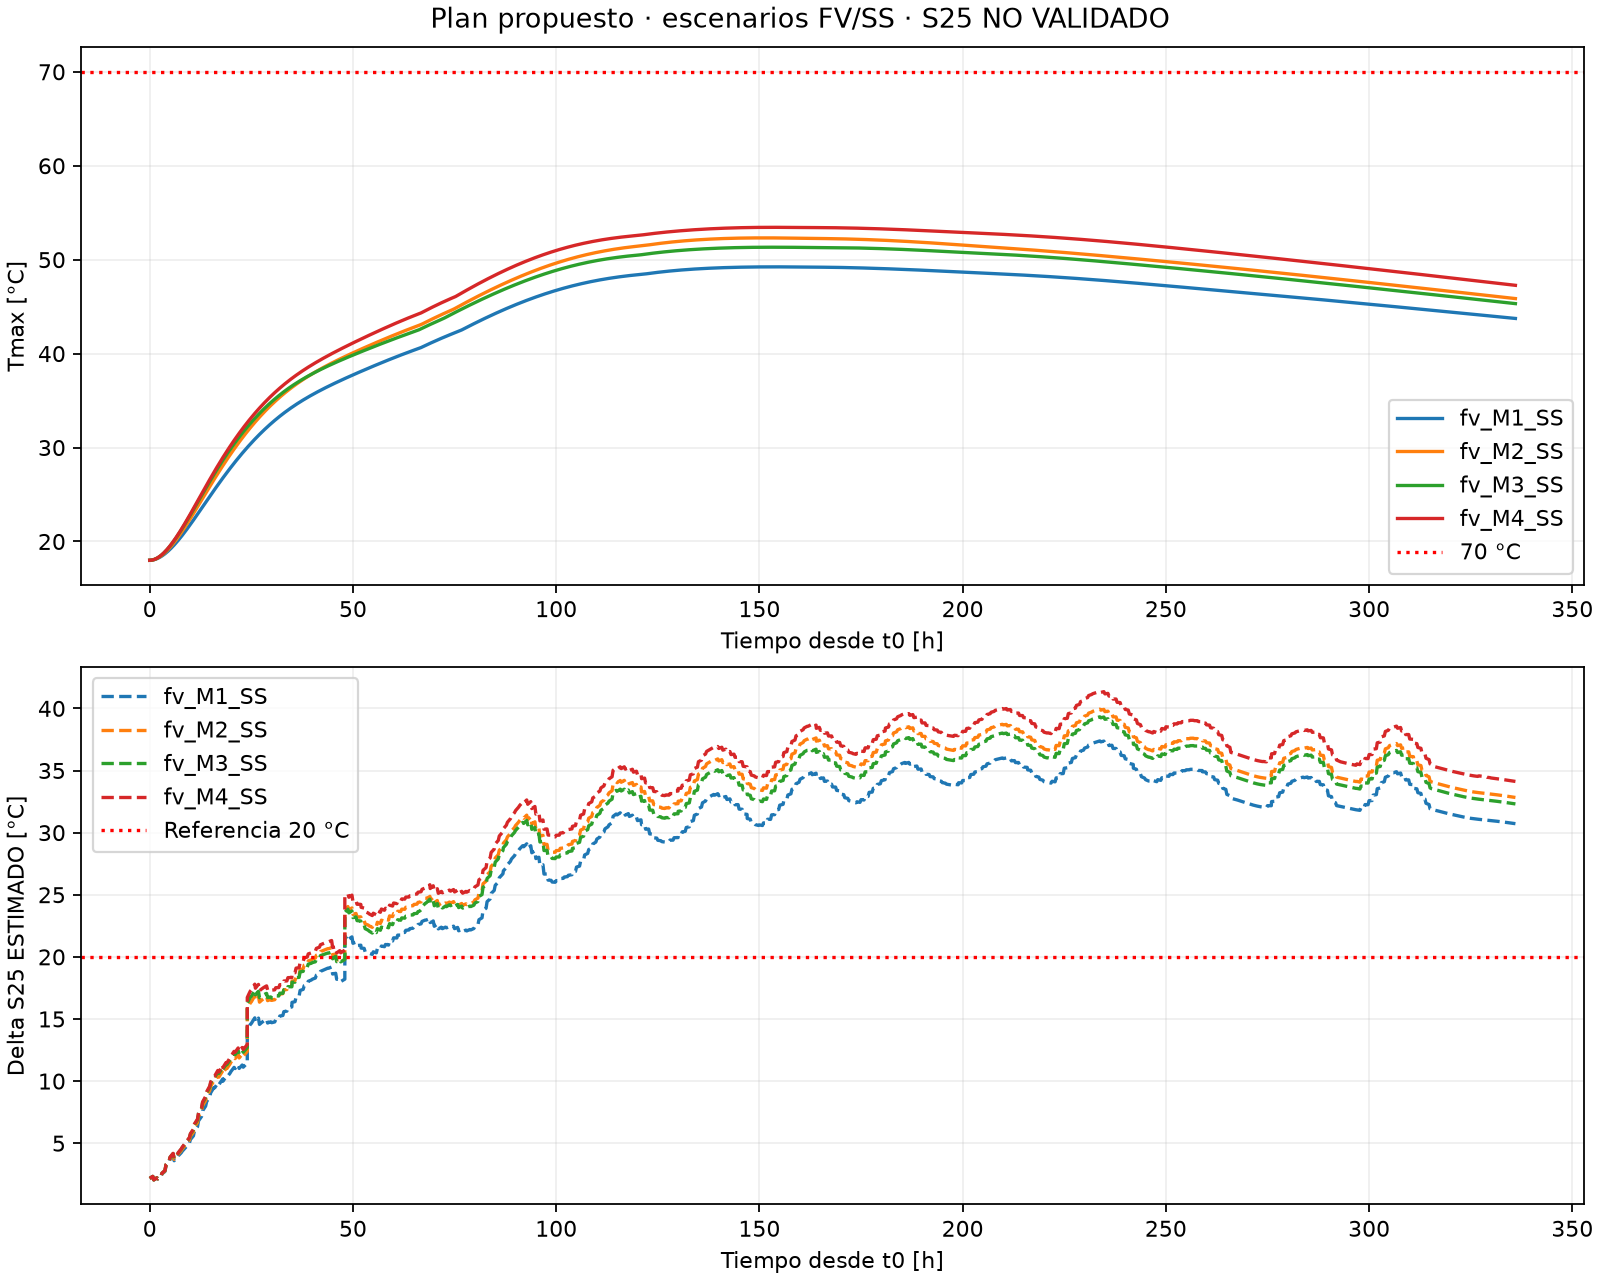 Plan propuesto · escenarios FV/SS · S25 NO VALIDADO
70
60
50
40
30
20
Tmax [°C]
fv_M1_SS
fv_M2_SS
fv_M3_SS
fv_M4_SS
70 °C
0 50 100 150 200 250 300 350
Tiempo desde t0 [h]
40
35
30
25
20
15
10
5
Delta S25 ESTIMADO [°C]
fv_M1_SS
fv_M2_SS
fv_M3_SS
fv_M4_SS
Referencia 20 °C
0 50 100 150 200 250 300 350
Tiempo desde t0 [h]